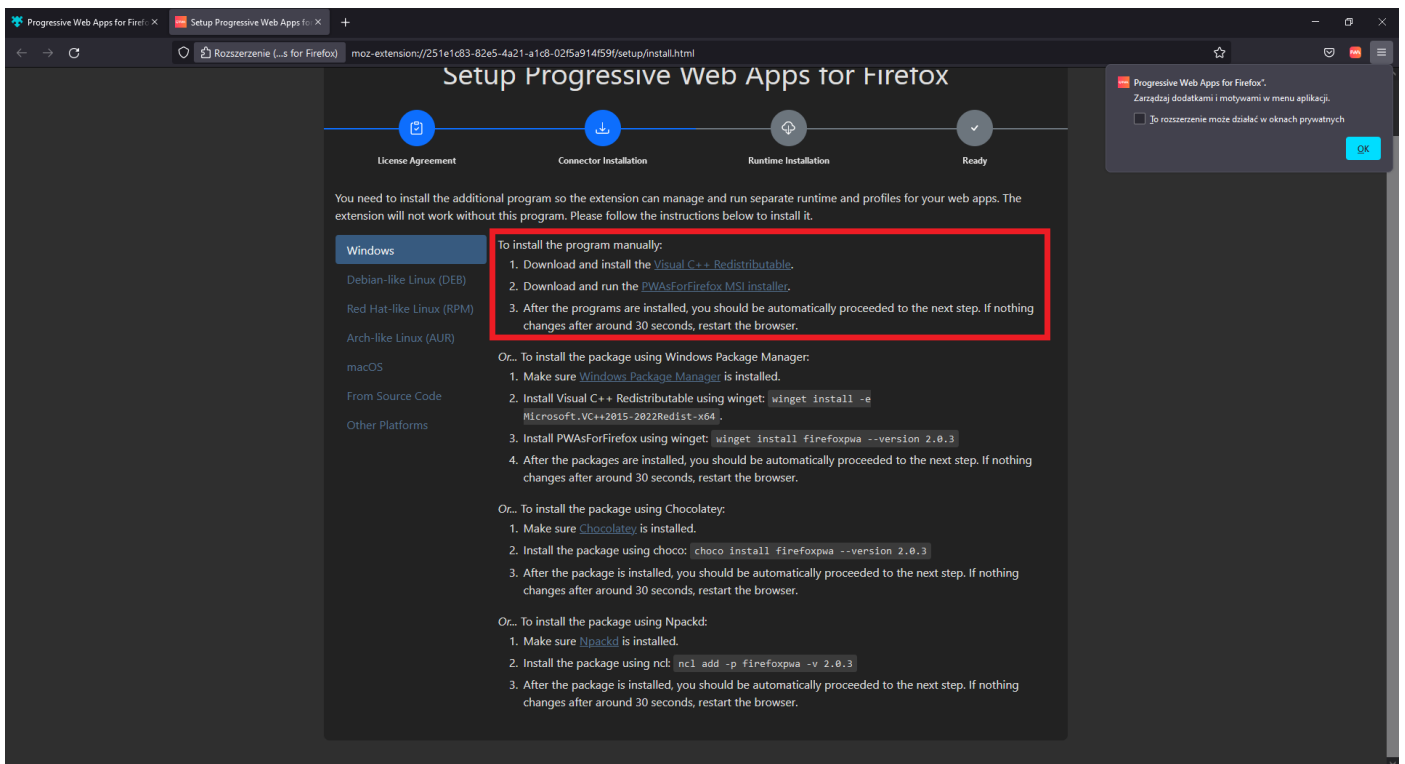 Progressive Web Apps for Firefo
Setup Progressive Web Apps for
Rozszerzenie (...s for Firefox)
moz-extension://251e1c83-82e5-4a21-a1c8-02f5a914f59f/setup/install.html
Progressive Web Apps for Firefox".
Zarządzaj dodatkami i motywami w menu aplikacji.
To rozszerzenie może działać w oknach prywatnych
OK
Setup Progressive Web Apps for Firefox
License Agreement
Connector Installation
Runtime Installation
Ready
You need to install the additional program so the extension can manage and run separate runtime and profiles for your web apps. The
extension will not work without this program. Please follow the instructions below to install it.
Windows
Debian-like Linux (DEB)
Red Hat-like Linux (RPM)
Arch-like Linux (AUR)
macOS
From Source Code
Other Platforms
To install the program manually:
1. Download and install the Visual C++ Redistributable.
2. Download and run the PWAsForFirefox MSI installer.
3. After the programs are installed, you should be automatically proceeded to the next step. If nothing
changes after around 30 seconds, restart the browser.
Or... To install the package using Windows Package Manager:
1. Make sure Windows Package Manager is installed.
2. Install Visual C++ Redistributable using winget: winget install -e
Microsoft.VC++2015-2022Redist-x64 .
3. Install PWAsForFirefox using winget: winget install firefoxpwa --version 2.0.3
4. After the packages are installed, you should be automatically proceeded to the next step. If nothing
changes after around 30 seconds, restart the browser.
Or... To install the package using Chocolatey:
1. Make sure Chocolatey is installed.
2. Install the package using choco: choco install firefoxpwa --version 2.0.3
3. After the package is installed, you should be automatically proceeded to the next step. If nothing
changes after around 30 seconds, restart the browser.
Or... To install the package using Npackd:
1. Make sure Npackd is installed.
2. Install the package using ncl: ncl add -p firefoxpwa -v 2.0.3
3. After the package is installed, you should be automatically proceeded to the next step. If nothing
changes after around 30 seconds, restart the browser.